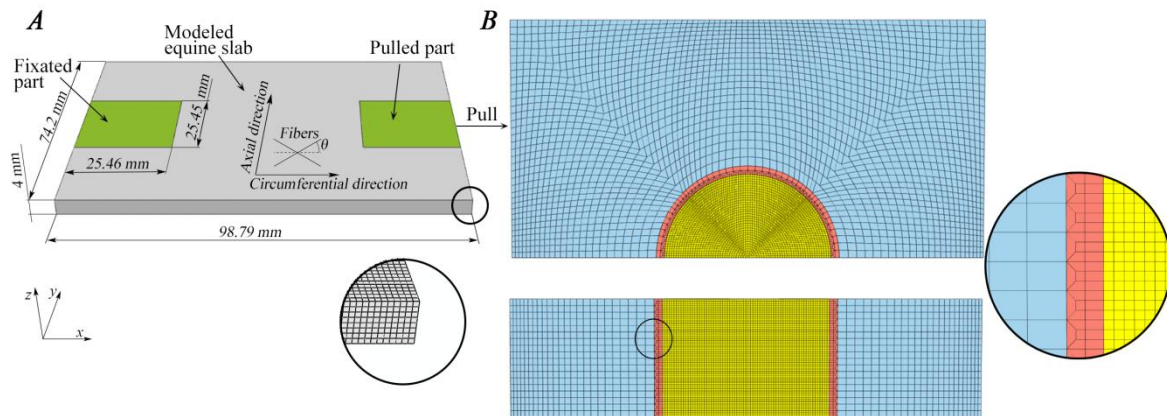 A
Modeled
equine slab
Pulled part
Fixated
part
Pull
74.2 mm
25.45 mm
25.46 mm
Axial direction
Fibers
θ
Circumferential direction
4 mm
98.79 mm
z
y
x
B